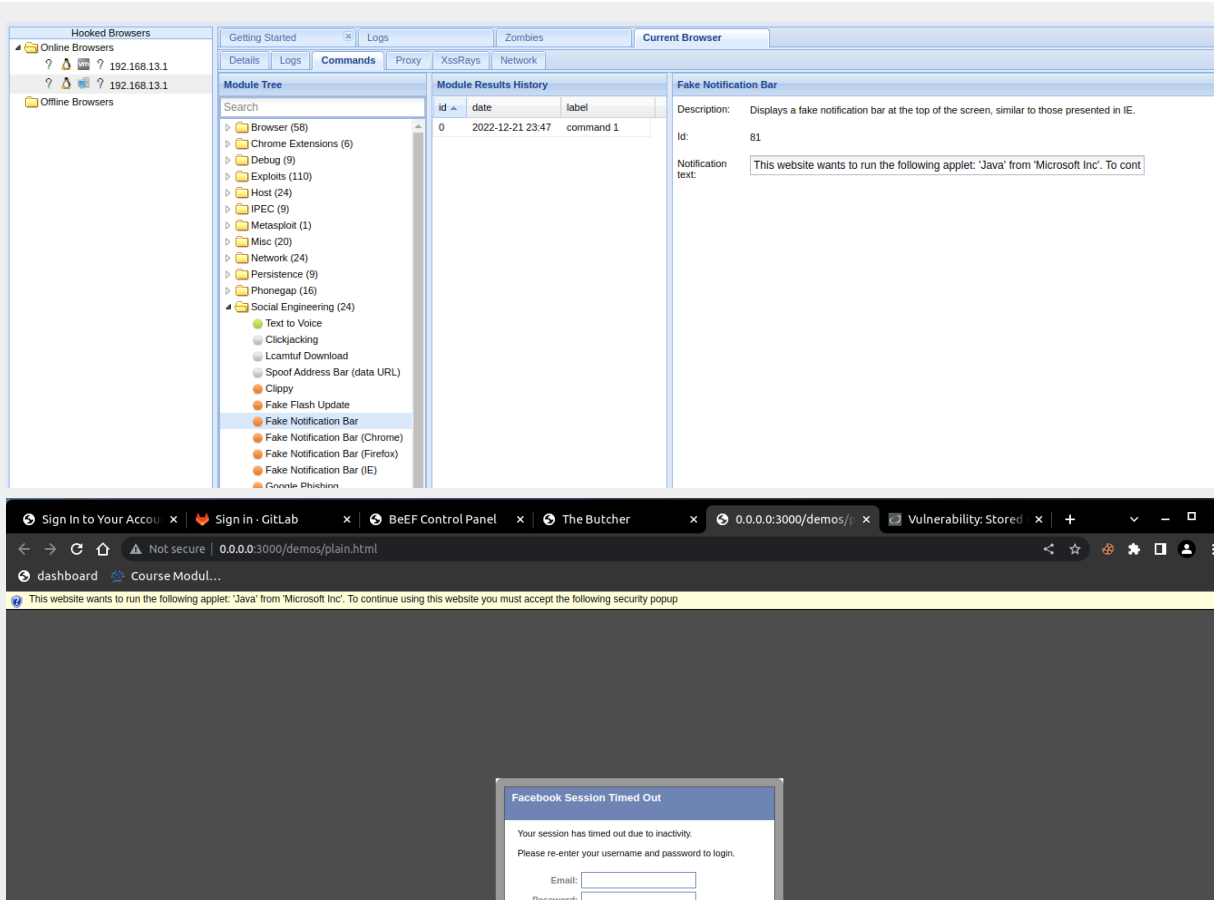 Hooked Browsers
Online Browsers
? ? 192.168.13.1
? ? 192.168.13.1
Offline Browsers
Getting Started Logs Zombies Current Browser
Details Logs Commands Proxy XssRays Network
Module Tree
Search
Browser (58)
Chrome Extensions (6)
Debug (9)
Exploits (110)
Host (24)
IPEC (9)
Metasploit (1)
Misc (20)
Network (24)
Persistence (9)
Phonegap (16)
Social Engineering (24)
Text to Voice
Clickjacking
Lcamtuf Download
Spoof Address Bar (data URL)
Clippy
Fake Flash Update
Fake Notification Bar
Fake Notification Bar (Chrome)
Fake Notification Bar (Firefox)
Fake Notification Bar (IE)
Google Phishing
Module Results History
id date label
0 2022-12-21 23:47 command 1
Fake Notification Bar
Description: Displays a fake notification bar at the top of the screen, similar to those presented in IE.
Id: 81
Notification text: This website wants to run the following applet: 'Java' from 'Microsoft Inc'. To cont
Sign In to Your Accou Sign in · GitLab BeEF Control Panel The Butcher 0.0.0.0:3000/demos/p Vulnerability: Stored
Not secure 0.0.0.0:3000/demos/plain.html
dashboard Course Modul...
This website wants to run the following applet: 'Java' from 'Microsoft Inc'. To continue using this website you must accept the following security popup
Facebook Session Timed Out
Your session has timed out due to inactivity.
Please re-enter your username and password to login.
Email:
Password: